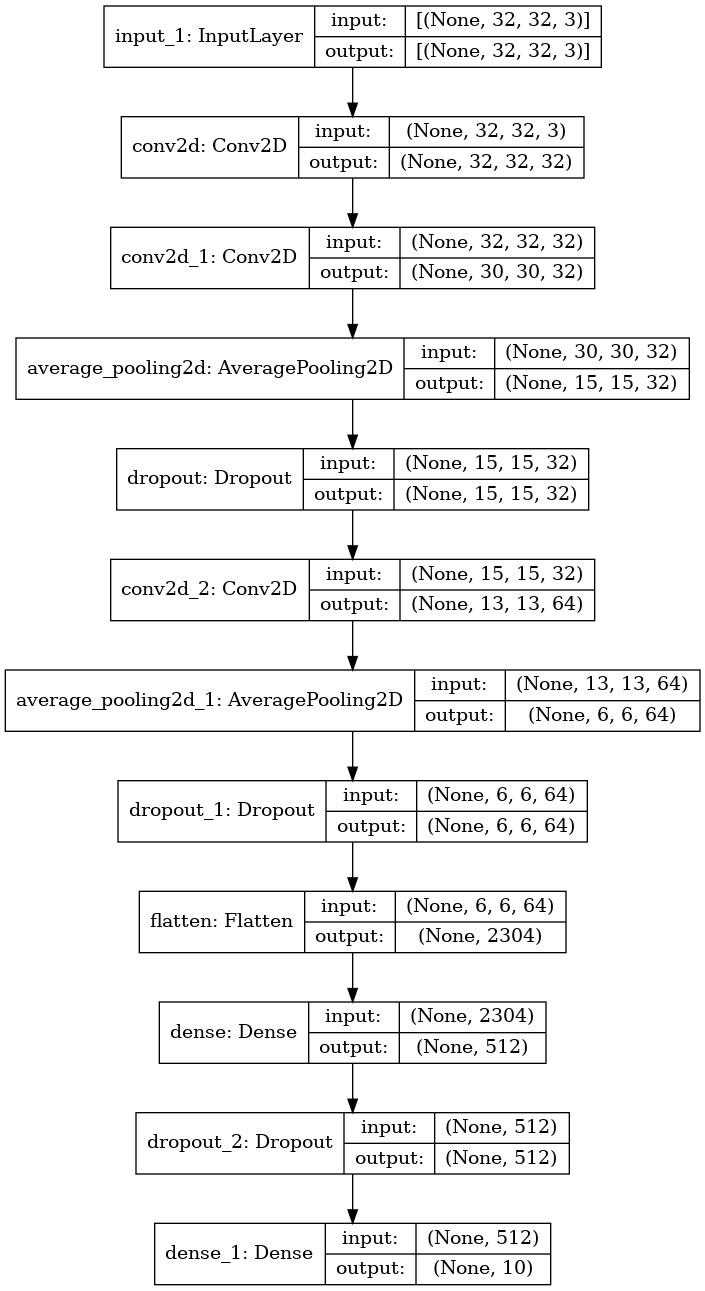 input_1: InputLayer
input: [(None, 32, 32, 3)]
output: [(None, 32, 32, 3)]
conv2d: Conv2D
input: (None, 32, 32, 3)
output: (None, 32, 32, 32)
conv2d_1: Conv2D
input: (None, 32, 32, 32)
output: (None, 30, 30, 32)
average_pooling2d: AveragePooling2D
input: (None, 30, 30, 32)
output: (None, 15, 15, 32)
dropout: Dropout
input: (None, 15, 15, 32)
output: (None, 15, 15, 32)
conv2d_2: Conv2D
input: (None, 15, 15, 32)
output: (None, 13, 13, 64)
average_pooling2d_1: AveragePooling2D
input: (None, 13, 13, 64)
output: (None, 6, 6, 64)
dropout_1: Dropout
input: (None, 6, 6, 64)
output: (None, 6, 6, 64)
flatten: Flatten
input: (None, 6, 6, 64)
output: (None, 2304)
dense: Dense
input: (None, 2304)
output: (None, 512)
dropout_2: Dropout
input: (None, 512)
output: (None, 512)
dense_1: Dense
input: (None, 512)
output: (None, 10)